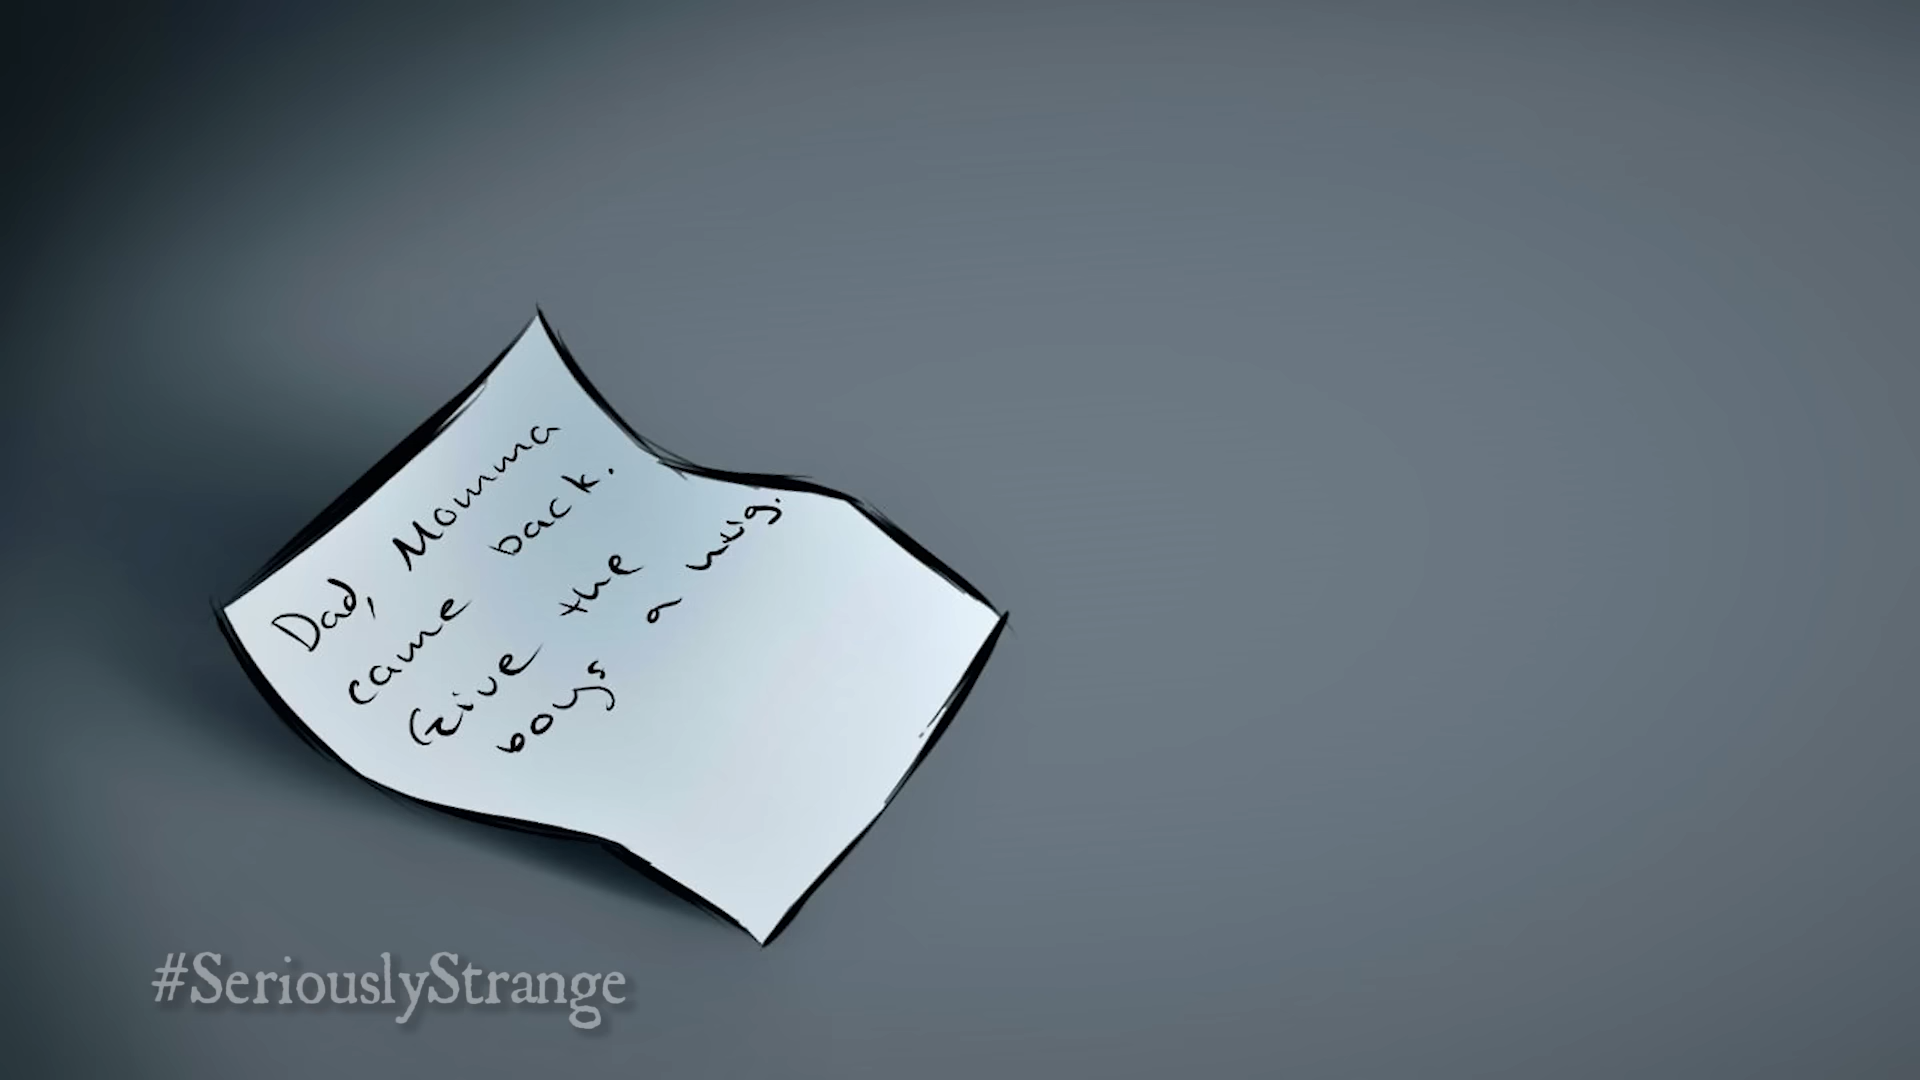 Dad, Momma
came back.
Give the
boys a hug.
#SeriouslyStrange